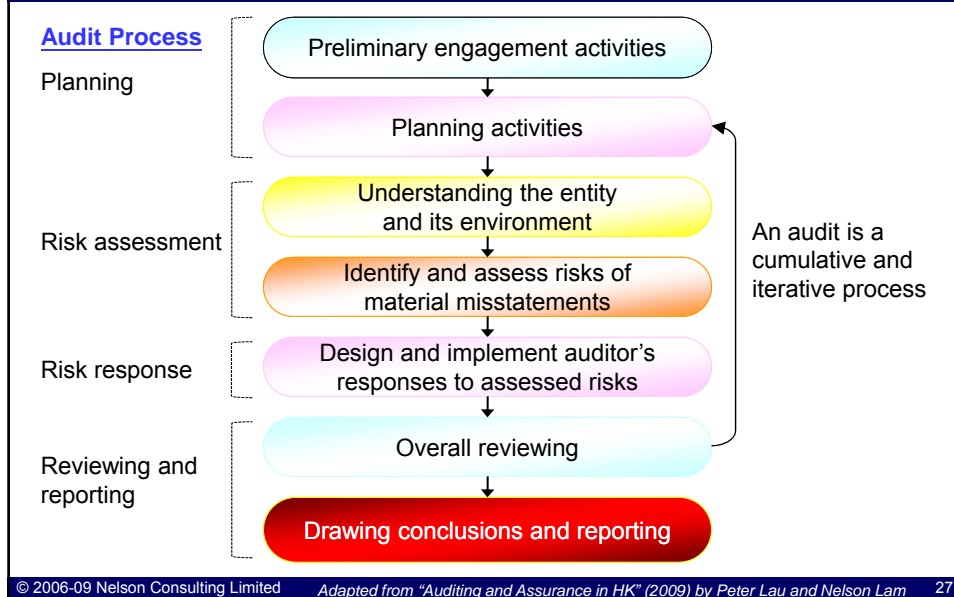 Audit Process
Planning
Preliminary engagement activities
Planning activities
Risk assessment
Understanding the entity
and its environment
Identify and assess risks of
material misstatements
An audit is a
cumulative and
iterative process
Risk response
Design and implement auditor's
responses to assessed risks
Reviewing and
reporting
Overall reviewing
Drawing conclusions and reporting
© 2006-09 Nelson Consulting Limited Adapted from "Auditing and Assurance in HK" (2009) by Peter Lau and Nelson Lam 27